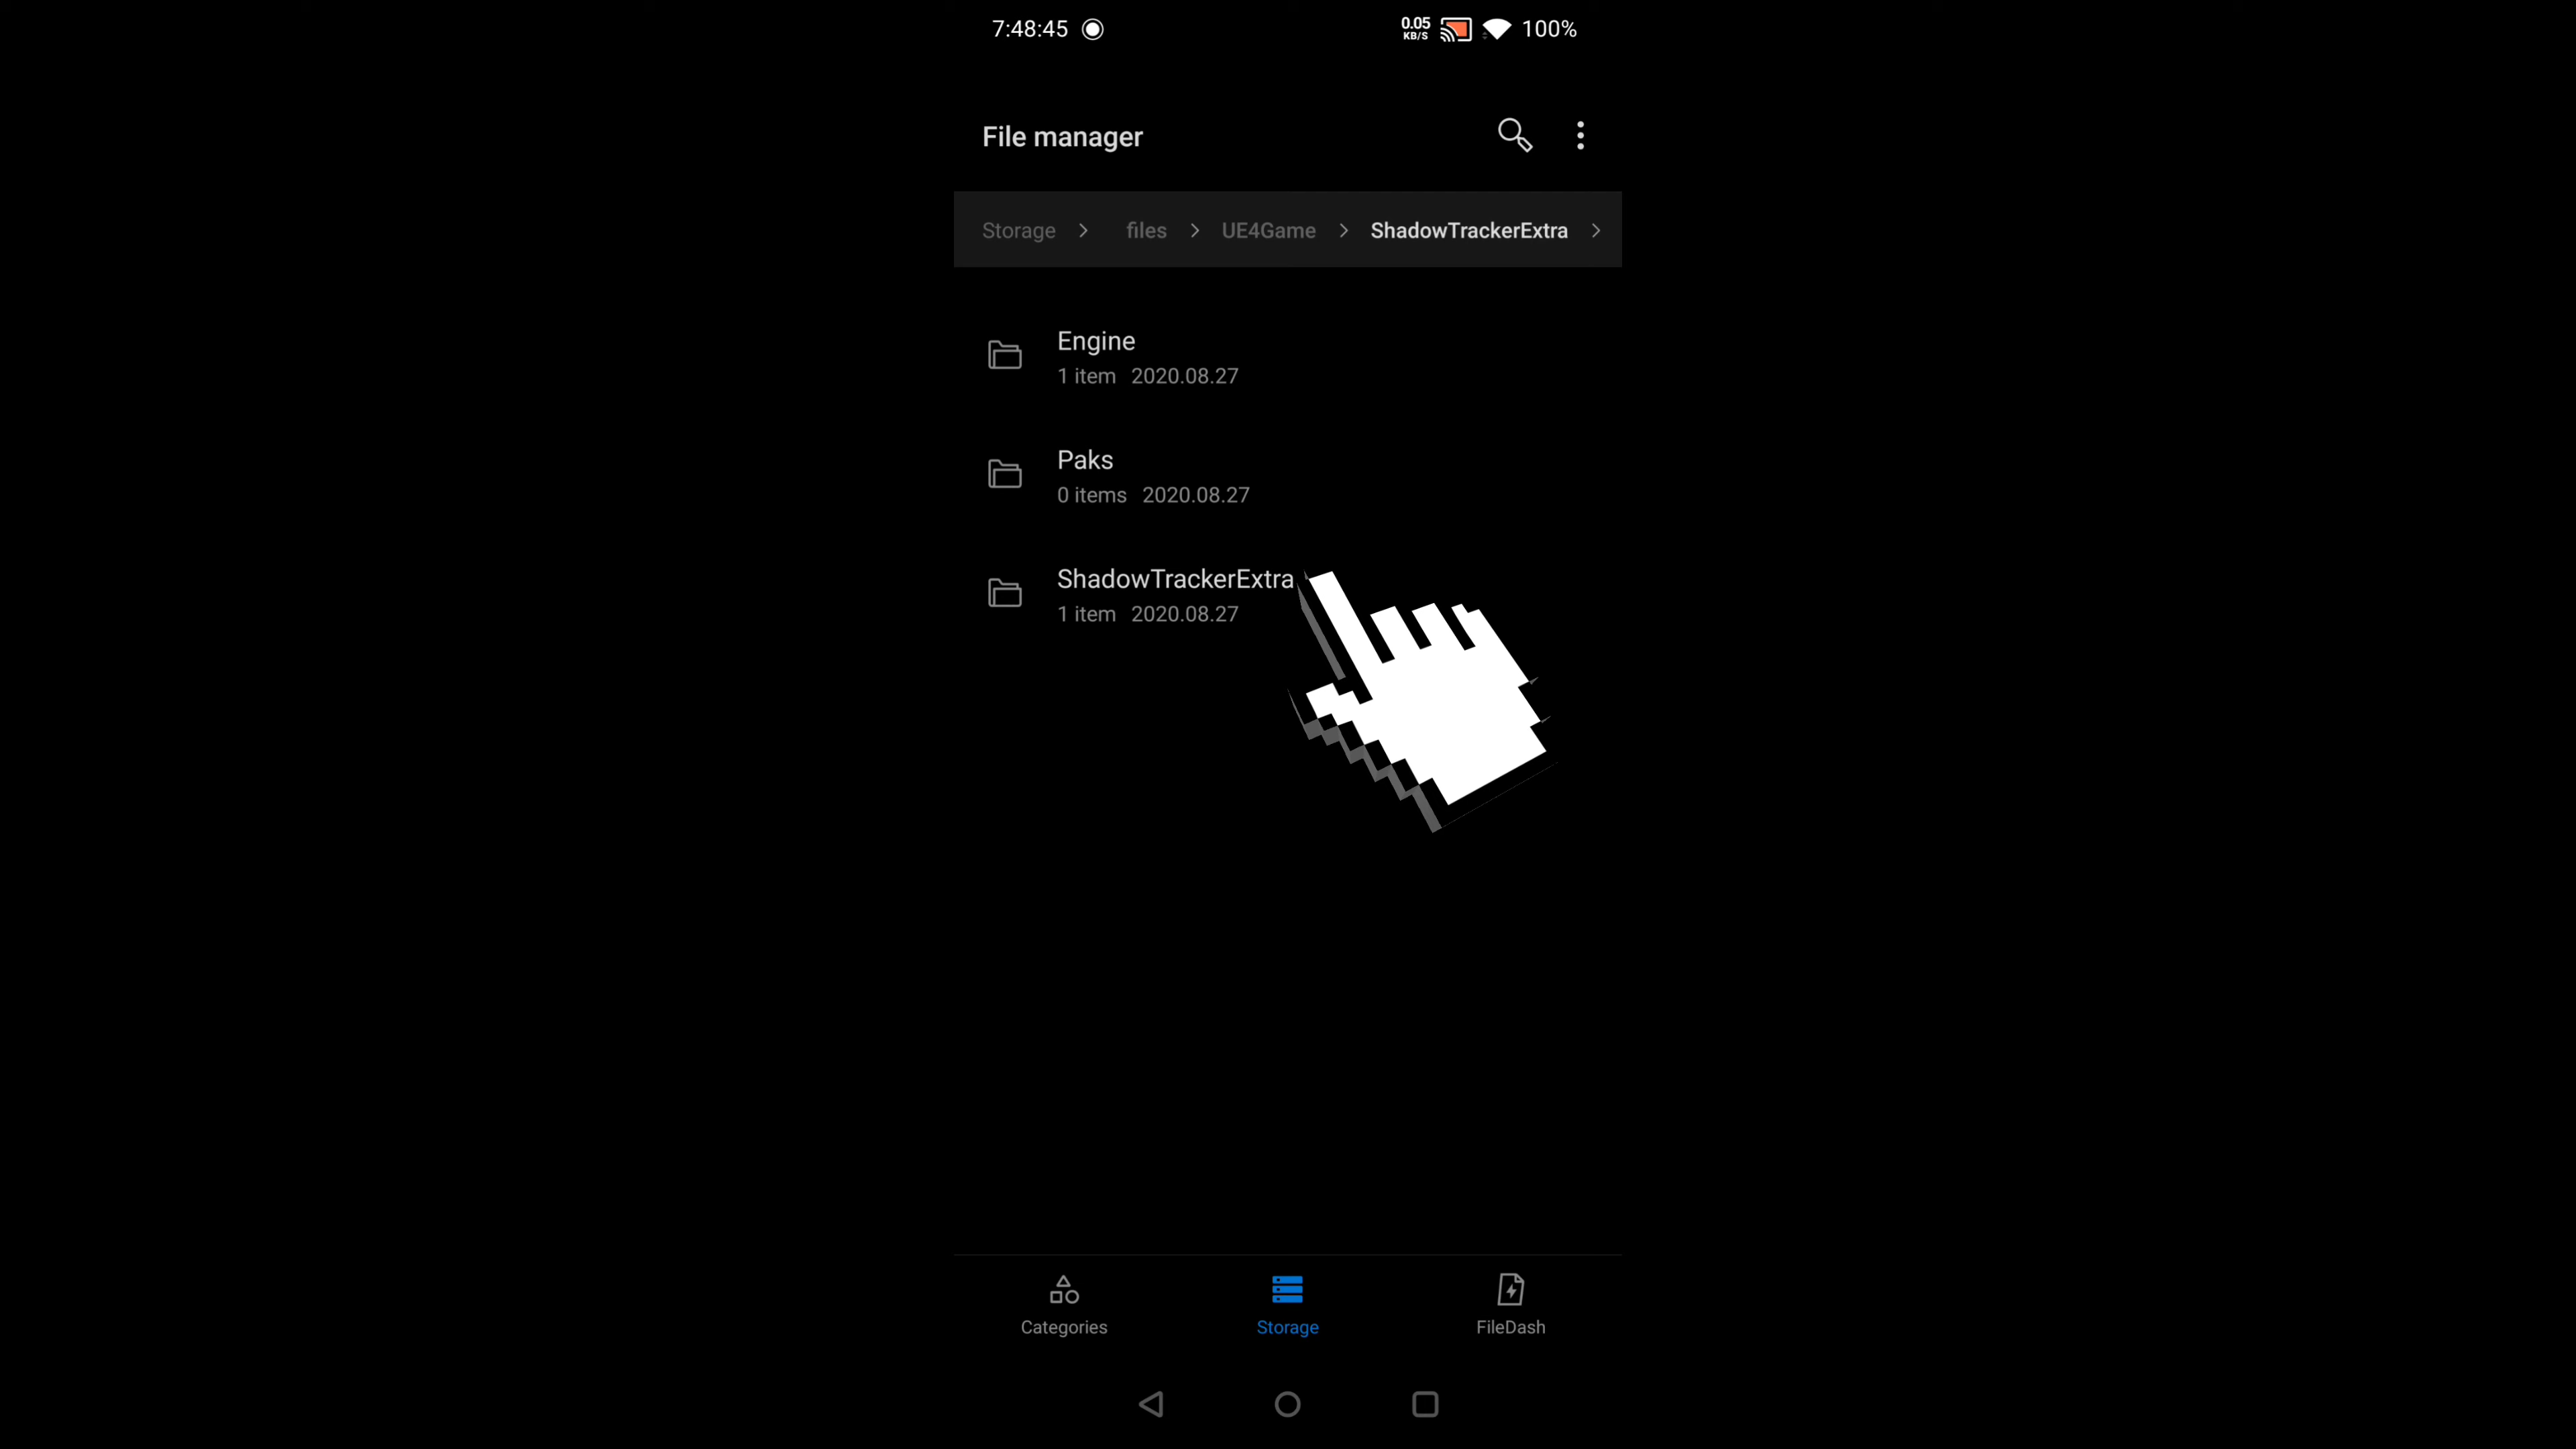 7:48:45
0.05
KB/S
100%
File manager
Storage
files
UE4Game
ShadowTrackerExtra
Engine
1 item 2020.08.27
Paks
0 items 2020.08.27
ShadowTrackerExtra
1 item 2020.08.27
Categories
Storage
FileDash